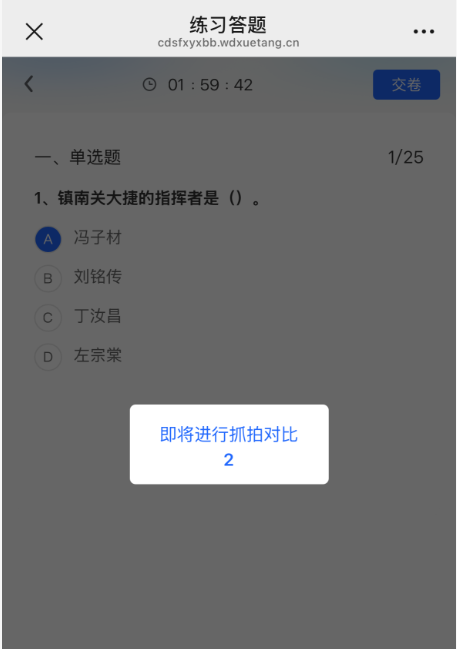 练习答题
cdsfxyxbb.wdxuetang.cn
01 : 59 : 42
交卷
一、单选题
1/25
1、镇南关大捷的指挥者是（）。
A 冯子材
B 刘铭传
C 丁汝昌
D 左宗棠
即将进行抓拍对比
2